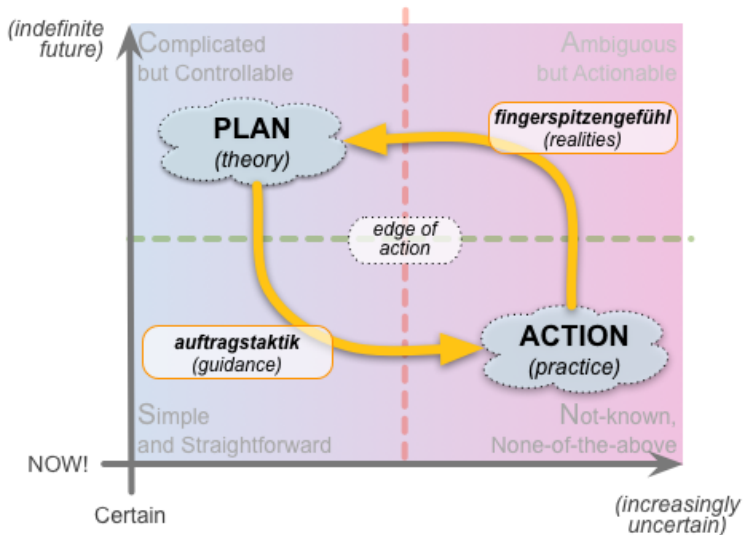 (indefinite
future)
Complicated
but Controllable
Ambiguous
but Actionable
PLAN
(theory)
fingerspitzengefühl
(realities)
edge of
action
auftragstaktik
(guidance)
ACTION
(practice)
Simple
and Straightforward
Not-known,
None-of-the-above
NOW!
Certain
(increasingly
uncertain)